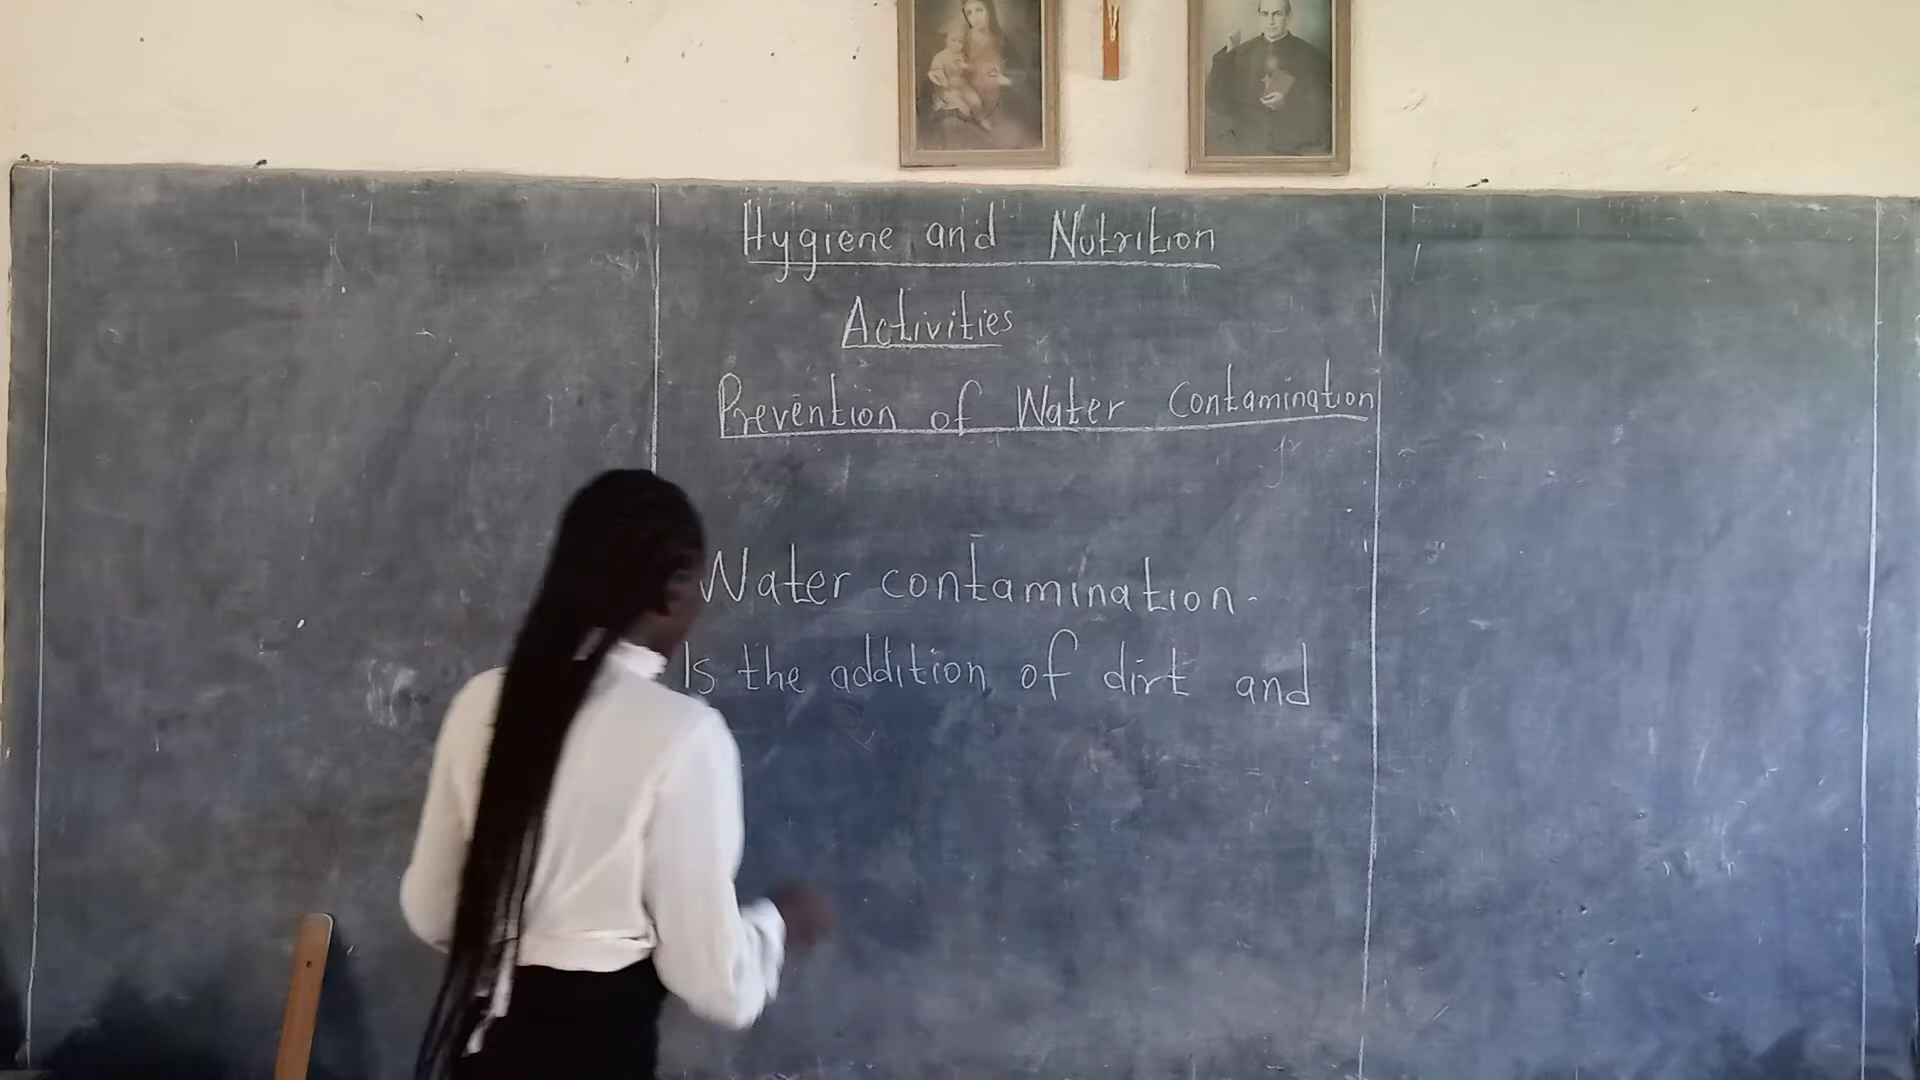 Hygiene and Nutrition
Activities
Prevention of Water Contamination
Water contamination-
Is the addition of dirt and